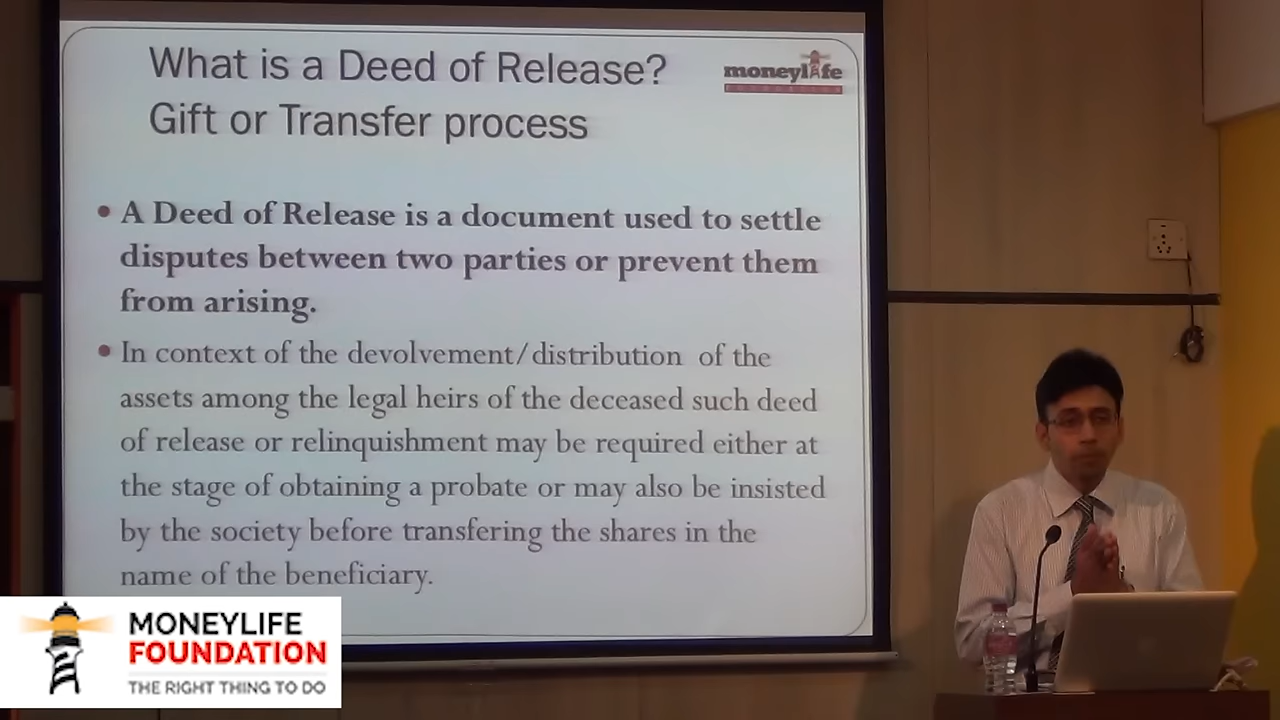 What is a Deed of Release?
Gift or Transfer process
moneylife
FOUNDATION
• A Deed of Release is a document used to settle
disputes between two parties or prevent them
from arising.
• In context of the devolvement/distribution of the
assets among the legal heirs of the deceased such deed
of release or relinquishment may be required either at
the stage of obtaining a probate or may also be insisted
by the society before transfering the shares in the
name of the beneficiary.
MONEYLIFE
FOUNDATION
THE RIGHT THING TO DO